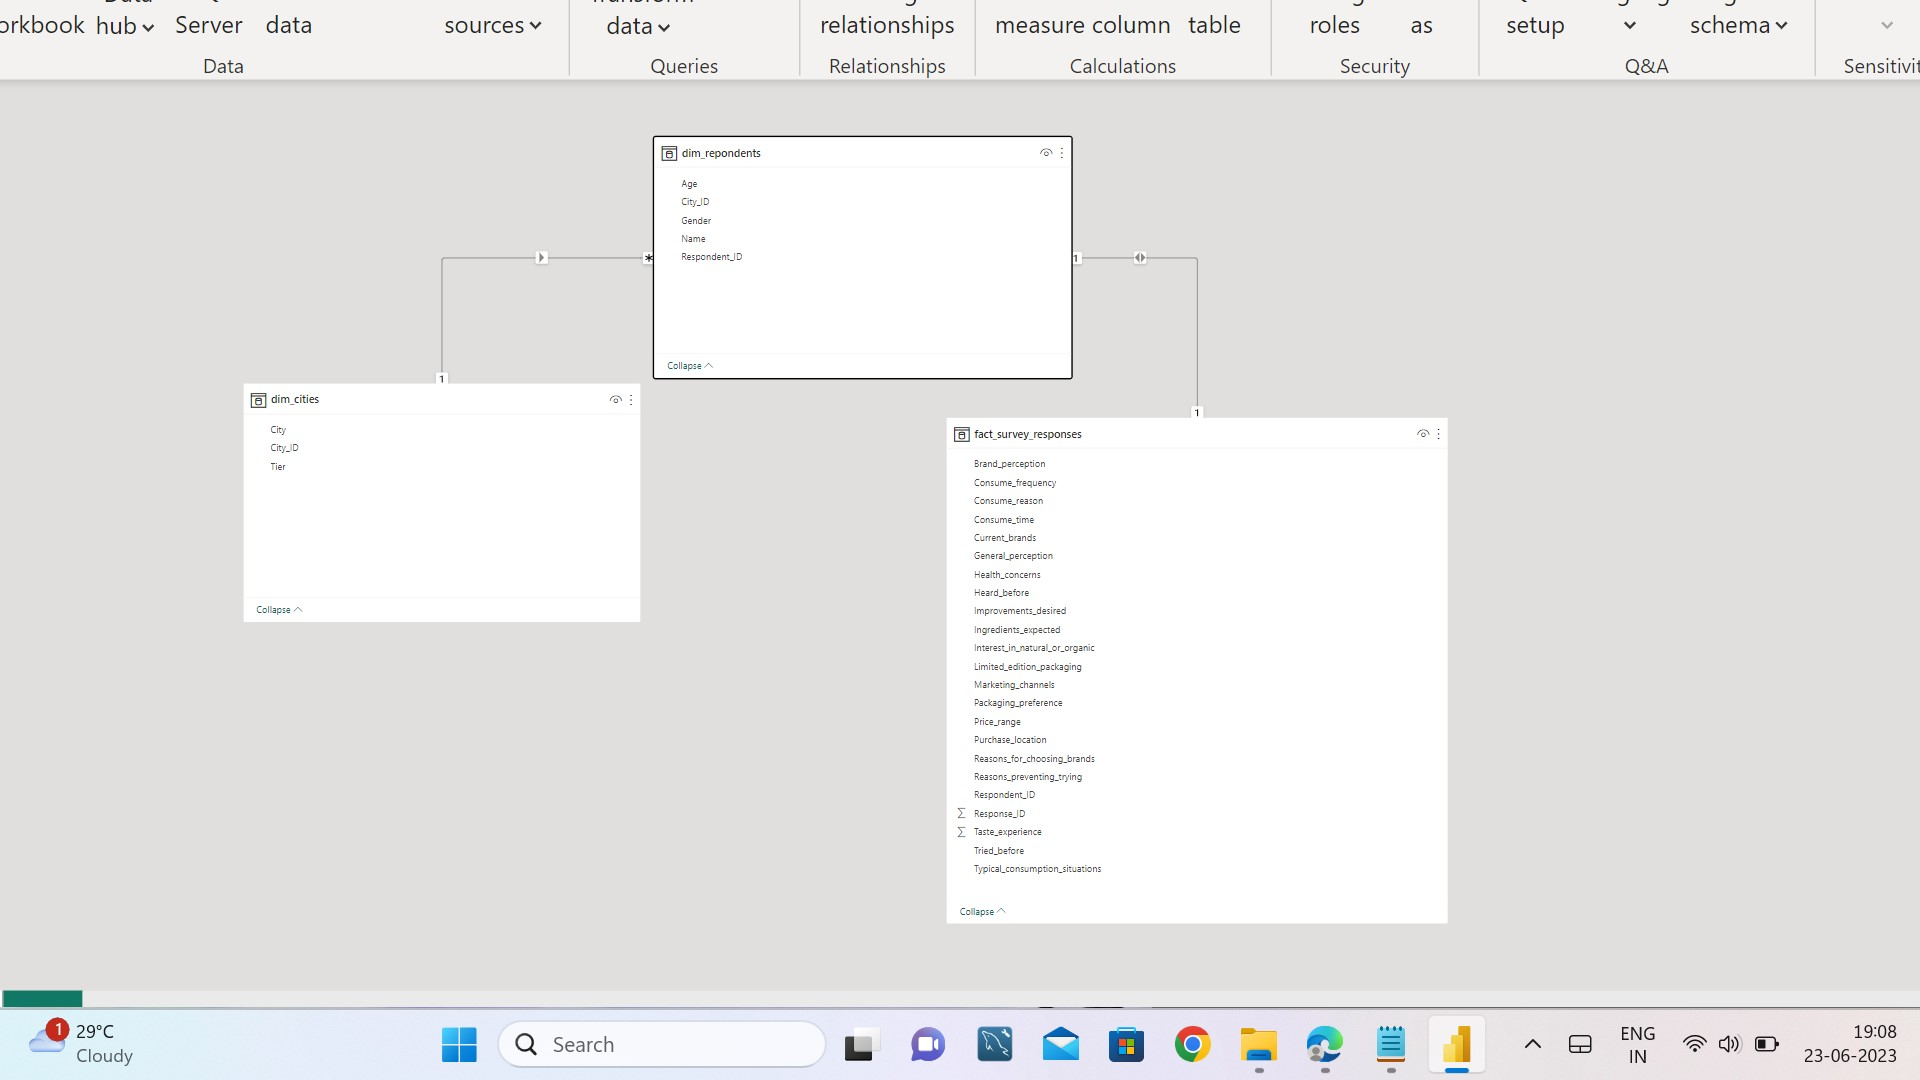 hub Server data sources data relationships measure column table roles as setup schema
Data Queries Relationships Calculations Security Q&A
dim_repondents
Age
City_ID
Gender
Name
Respondent_ID
Collapse
* 1
1 1
dim_cities
City
City_ID
Tier
Collapse
fact_survey_responses
Brand_perception
Consume_frequency
Consume_reason
Consume_time
Current_brands
General_perception
Health_concerns
Heard_before
Improvements_desired
Ingredients_expected
Interest_in_natural_or_organic
Limited_edition_packaging
Marketing_channels
Packaging_preference
Price_range
Purchase_location
Reasons_for_choosing_brands
Reasons_preventing_trying
Respondent_ID
Σ Response_ID
Σ Taste_experience
Tried_before
Typical_consumption_situations
Collapse
1 29°C
Cloudy
Search
ENG
IN
19:08
23-06-2023